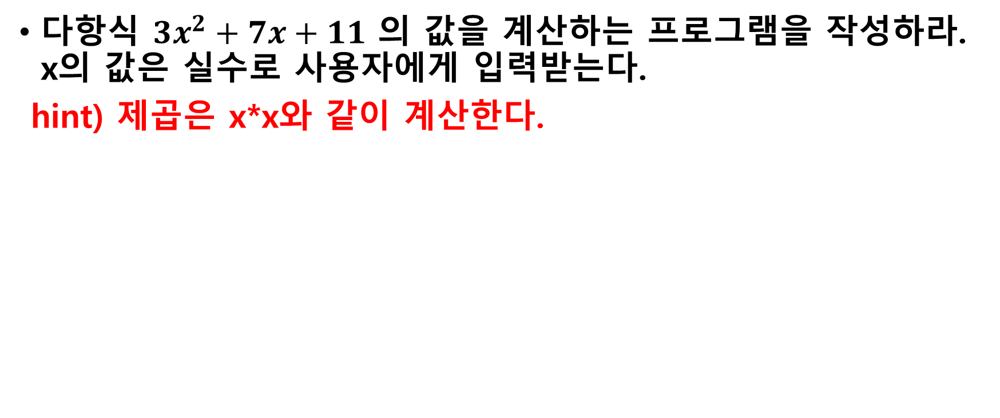 • 다항식 3x² + 7x + 11 의 값을 계산하는 프로그램을 작성하라.
x의 값은 실수로 사용자에게 입력받는다.
hint) 제곱은 x*x와 같이 계산한다.